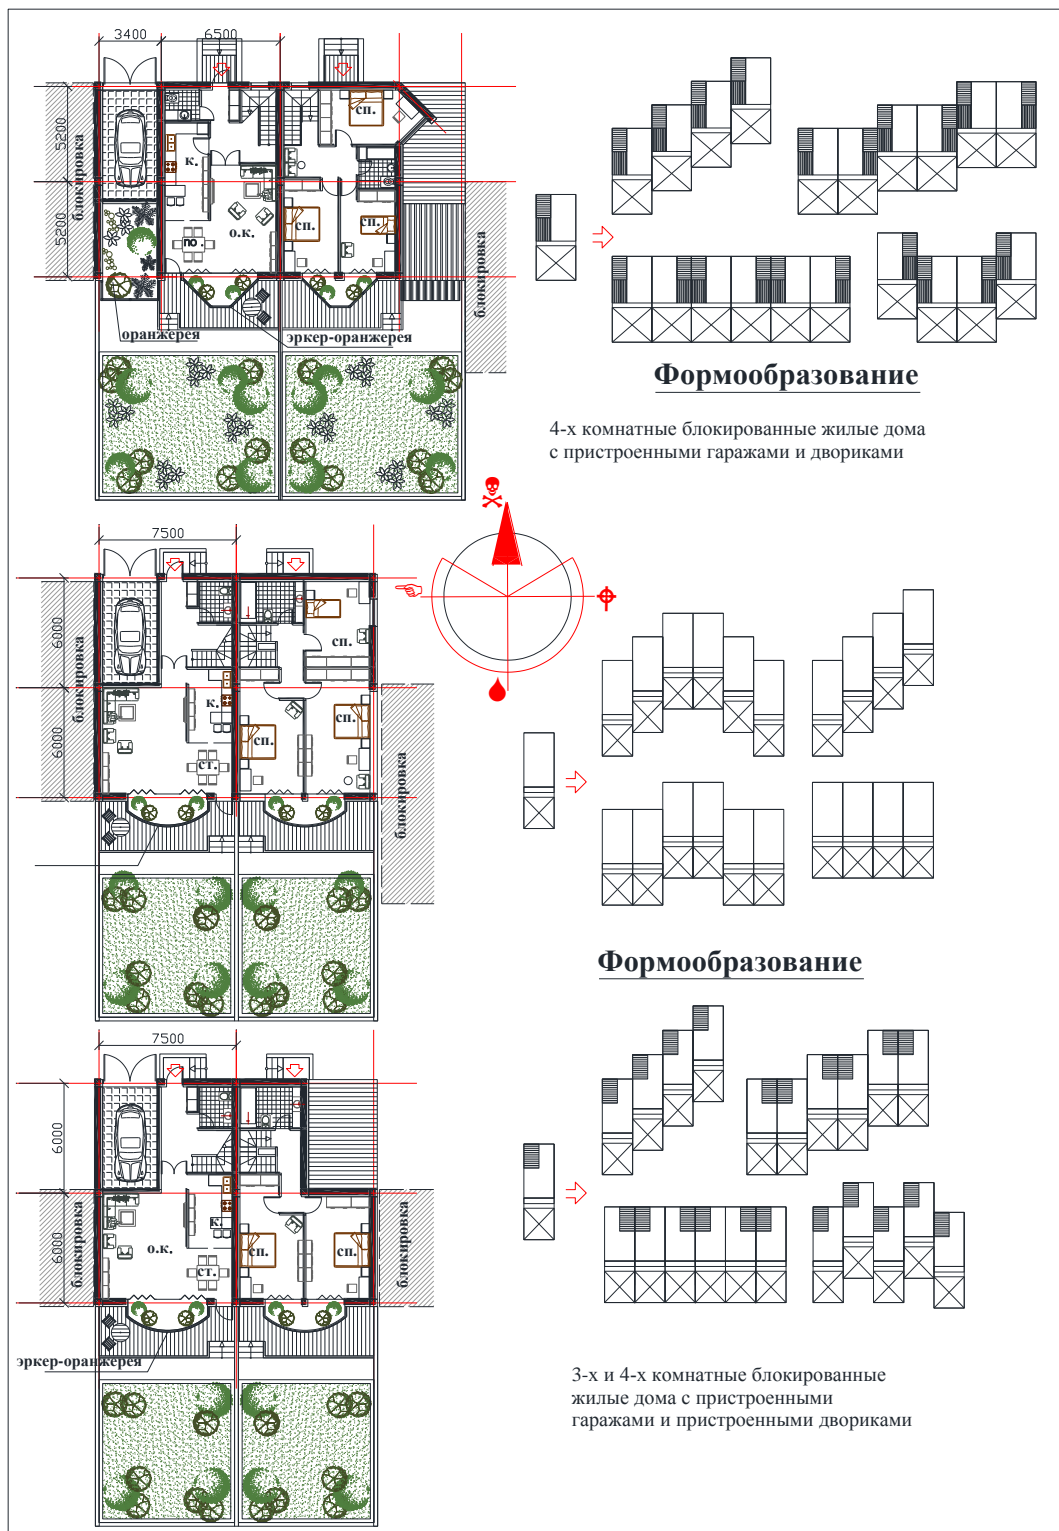 3400
6500
5200
5200
блокировка
к.
по.
о.к.
сп.
сп.
сп.
блокировка
оранжерея
эркер-оранжерея
Формообразование
4-х комнатные блокированные жилые дома
с пристроенными гаражами и двориками
7500
6000
6000
блокировка
к.
ст.
сп.
сп.
сп.
блокировка
Формообразование
7500
6000
6000
блокировка
о.к.
к.
ст.
сп.
сп.
блокировка
эркер-оранжерея
3-х и 4-х комнатные блокированные
жилые дома с пристроенными
гаражами и пристроенными двориками